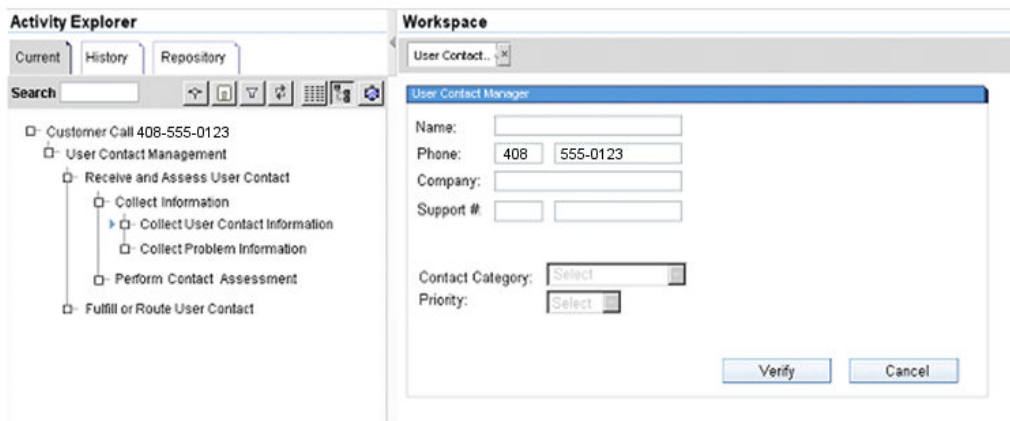 Activity Explorer
Current History Repository
Search
Customer Call 408-555-0123
User Contact Management
Receive and Assess User Contact
Collect Information
Collect User Contact Information
Collect Problem Information
Perform Contact Assessment
Fulfill or Route User Contact
Workspace
User Contact...
User Contact Manager
Name:
Phone: 408 555-0123
Company:
Support #:
Contact Category: Select
Priority: Select
Verify Cancel